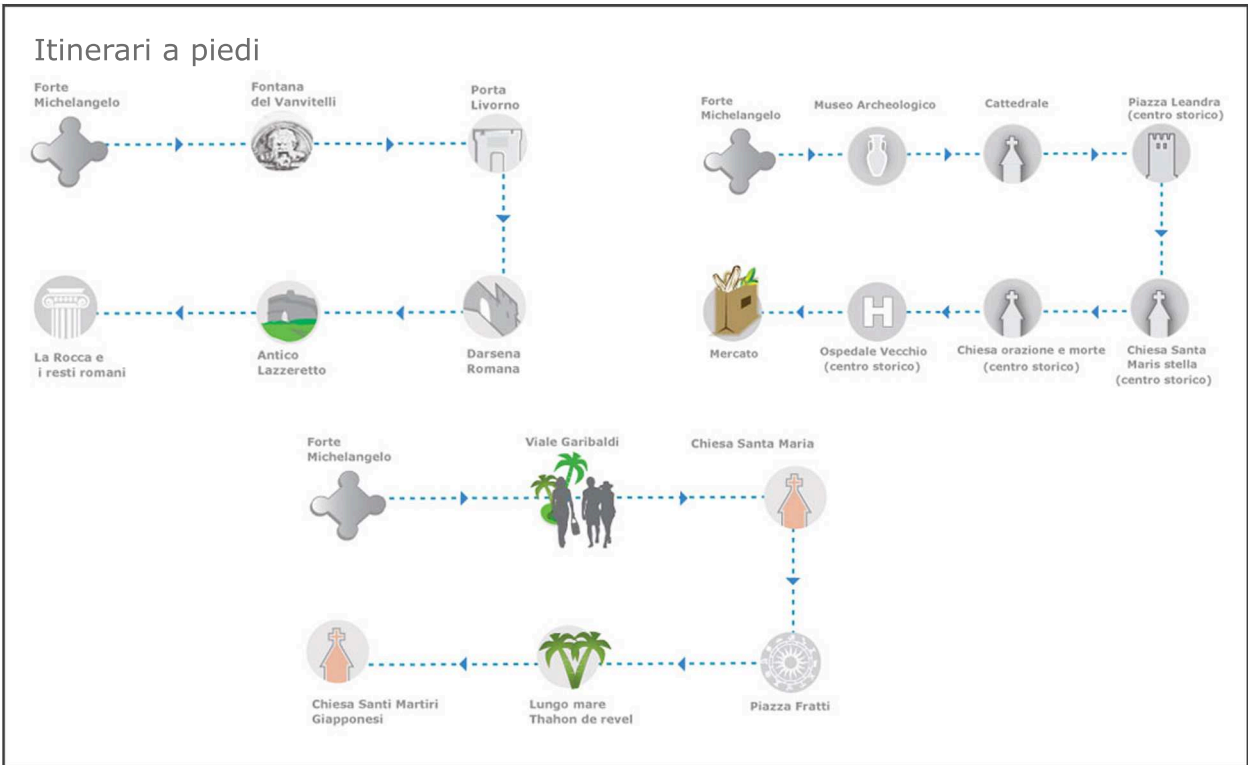 Itinerari a piedi
Forte
Michelangelo
Fontana
del Vanvitelli
Porta
Livorno
Darsena
Romana
Antico
Lazzeretto
La Rocca e
i resti romani
Forte
Michelangelo
Museo Archeologico
Cattedrale
Piazza Leandra
(centro storico)
Chiesa Santa
Maris stella
(centro storico)
Chiesa orazione e morte
(centro storico)
H
Ospedale Vecchio
(centro storico)
Mercato
Forte
Michelangelo
Viale Garibaldi
Chiesa Santa Maria
Piazza Fratti
Lungo mare
Thahon de revel
Chiesa Santi Martiri
Giapponesi